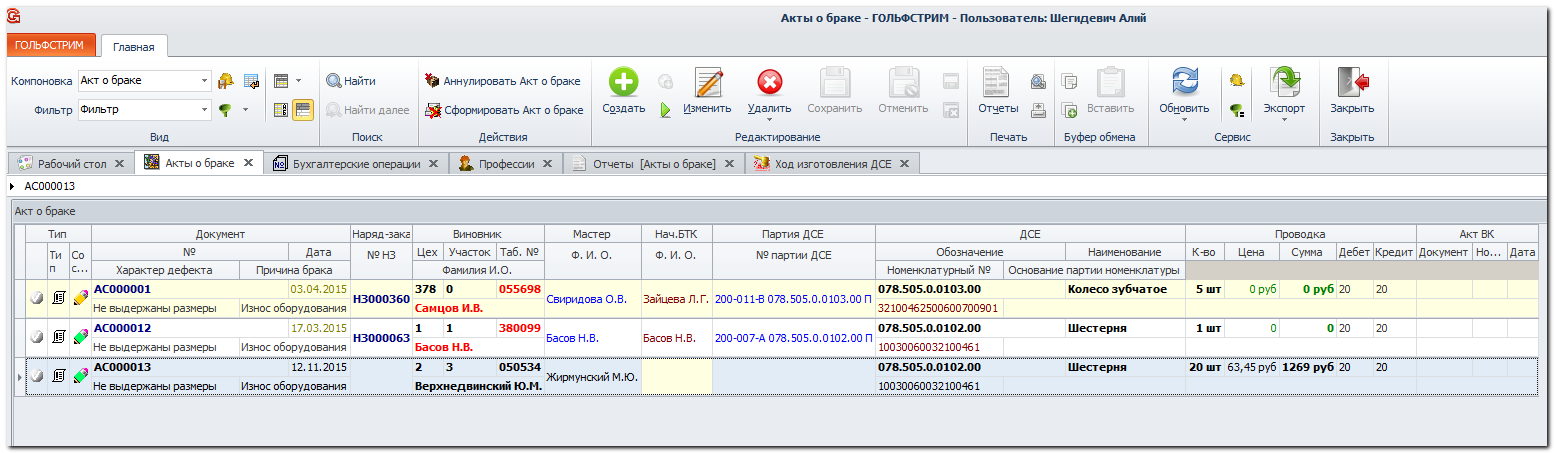 Акты о браке - ГОЛЬФСТРИМ - Пользователь: Шегидевич Алий
ГОЛЬФСТРИМ Главная
Компоновка Акт о браке Найти Аннулировать Акт о браке Создать Изменить Удалить Сохранить Отменить Отчеты Вставить Обновить Экспорт Закрыть
Фильтр Фильтр Найти далее Сформировать Акт о браке
Вид Поиск Действия Редактирование Печать Буфер обмена Сервис Закрыть
Рабочий стол Акты о браке Бухгалтерские операции Профессии Отчеты [Акты о браке] Ход изготовления ДСЕ
АС000013
Акт о браке
Тип Документ Наряд-зака Виновник Мастер Нач.БТК Партия ДСЕ ДСЕ Проводка Акт ВК
Ти п Со с... № Дата № НЗ Цех Участок Таб. № Ф. И. О. Ф. И. О. № партии ДСЕ Обозначение Наименование К-во Цена Сумма Дебет Кредит Документ Но... Дата
Характер дефекта Причина брака Фамилия И.О. Номенклатурный № Основание партии номенклатуры
АС000001 03.04.2015 НЗ000360 378 0 055698 Свиридова О.В. Зайцева Л.Г. 200-011-В 078.505.0.0103.00 П 078.505.0.0103.00 Колесо зубчатое 5 шт 0 руб 0 руб 20 20
Не выдержаны размеры Износ оборудования Самцов И.В. 32100462500600700901
АС000012 17.03.2015 НЗ000063 1 1 380099 Басов Н.В. Басов Н.В. 200-007-А 078.505.0.0102.00 П 078.505.0.0102.00 Шестерня 1 шт 0 0 20 20
Не выдержаны размеры Износ оборудования Басов Н.В. 10030060032100461
АС000013 12.11.2015 2 3 050534 Жирмунский М.Ю. 078.505.0.0102.00 Шестерня 20 шт 63,45 руб 1269 руб 20 20
Не выдержаны размеры Износ оборудования Верхнедвинский Ю.М. 10030060032100461